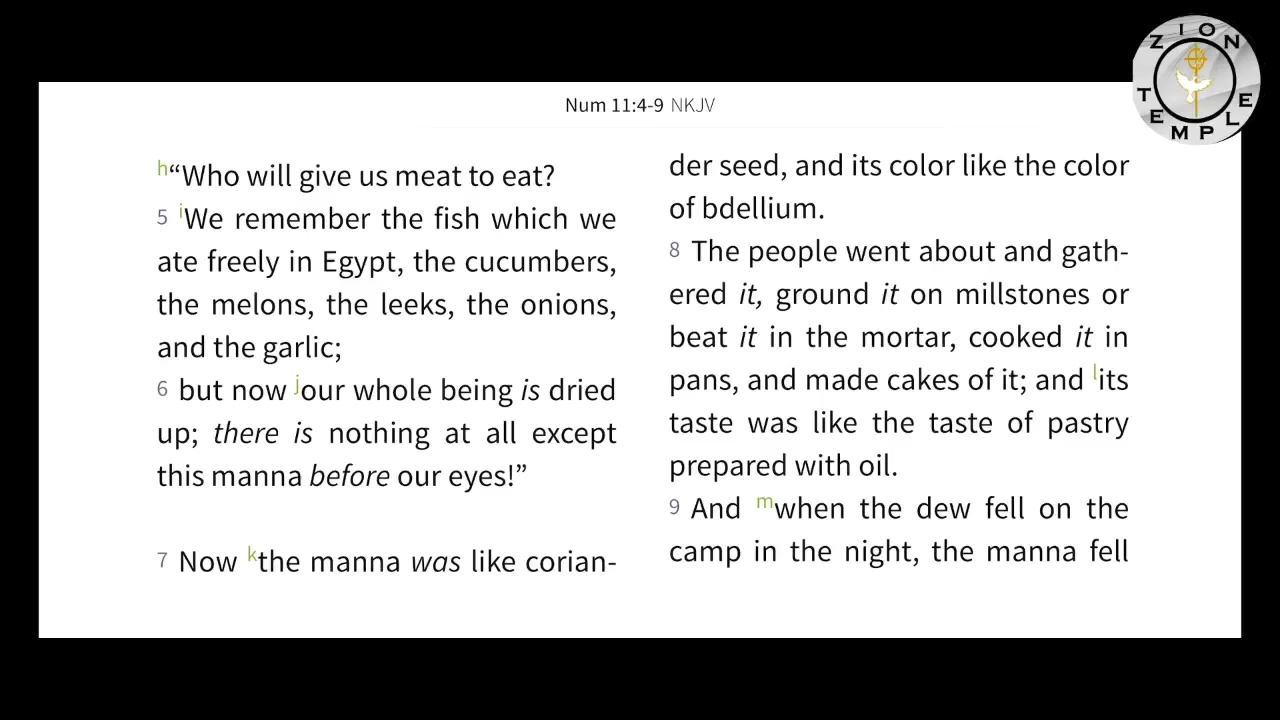 Num 11:4-9 NKJV
h“Who will give us meat to eat?
5 iWe remember the fish which we
ate freely in Egypt, the cucumbers,
the melons, the leeks, the onions,
and the garlic;
6 but now jour whole being is dried
up; there is nothing at all except
this manna before our eyes!”
7 Now kthe manna was like corian-
der seed, and its color like the color
of bdellium.
8 The people went about and gath-
ered it, ground it on millstones or
beat it in the mortar, cooked it in
pans, and made cakes of it; and lits
taste was like the taste of pastry
prepared with oil.
9 And mwhen the dew fell on the
camp in the night, the manna fell
ZION
TEMPLE